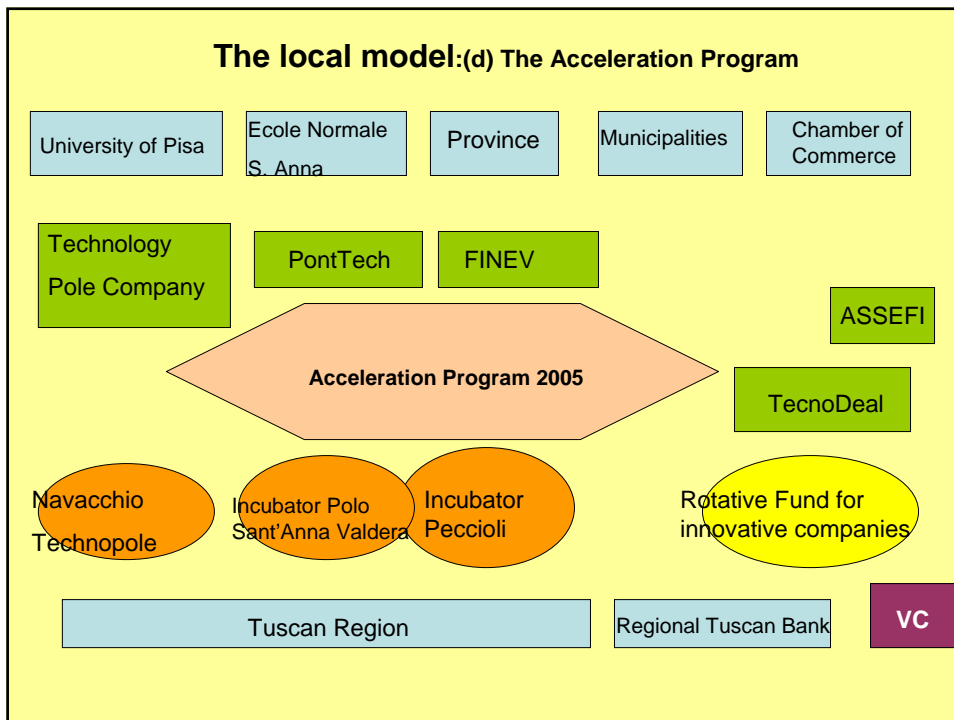 The local model:(d) The Acceleration Program
University of Pisa
Ecole Normale
S. Anna
Province
Municipalities
Chamber of
Commerce
Technology
Pole Company
PontTech
FINEV
ASSEFI
Acceleration Program 2005
TecnoDeal
Navacchio
Technopole
Incubator Polo
Sant'Anna Valdera
Incubator
Peccioli
Rotative Fund for
innovative companies
Tuscan Region
Regional Tuscan Bank
VC